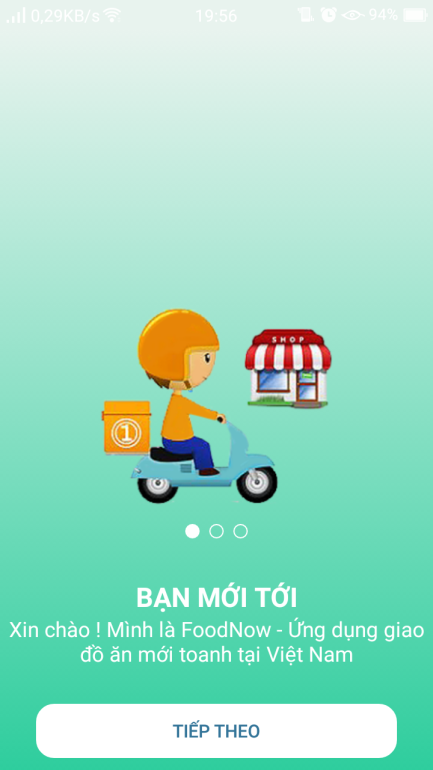 0,29KB/s 19:56 94%
SHOP
1
BẠN MỚI TỚI
Xin chào ! Mình là FoodNow - Ứng dụng giao
đồ ăn mới toanh tại Việt Nam
TIẾP THEO